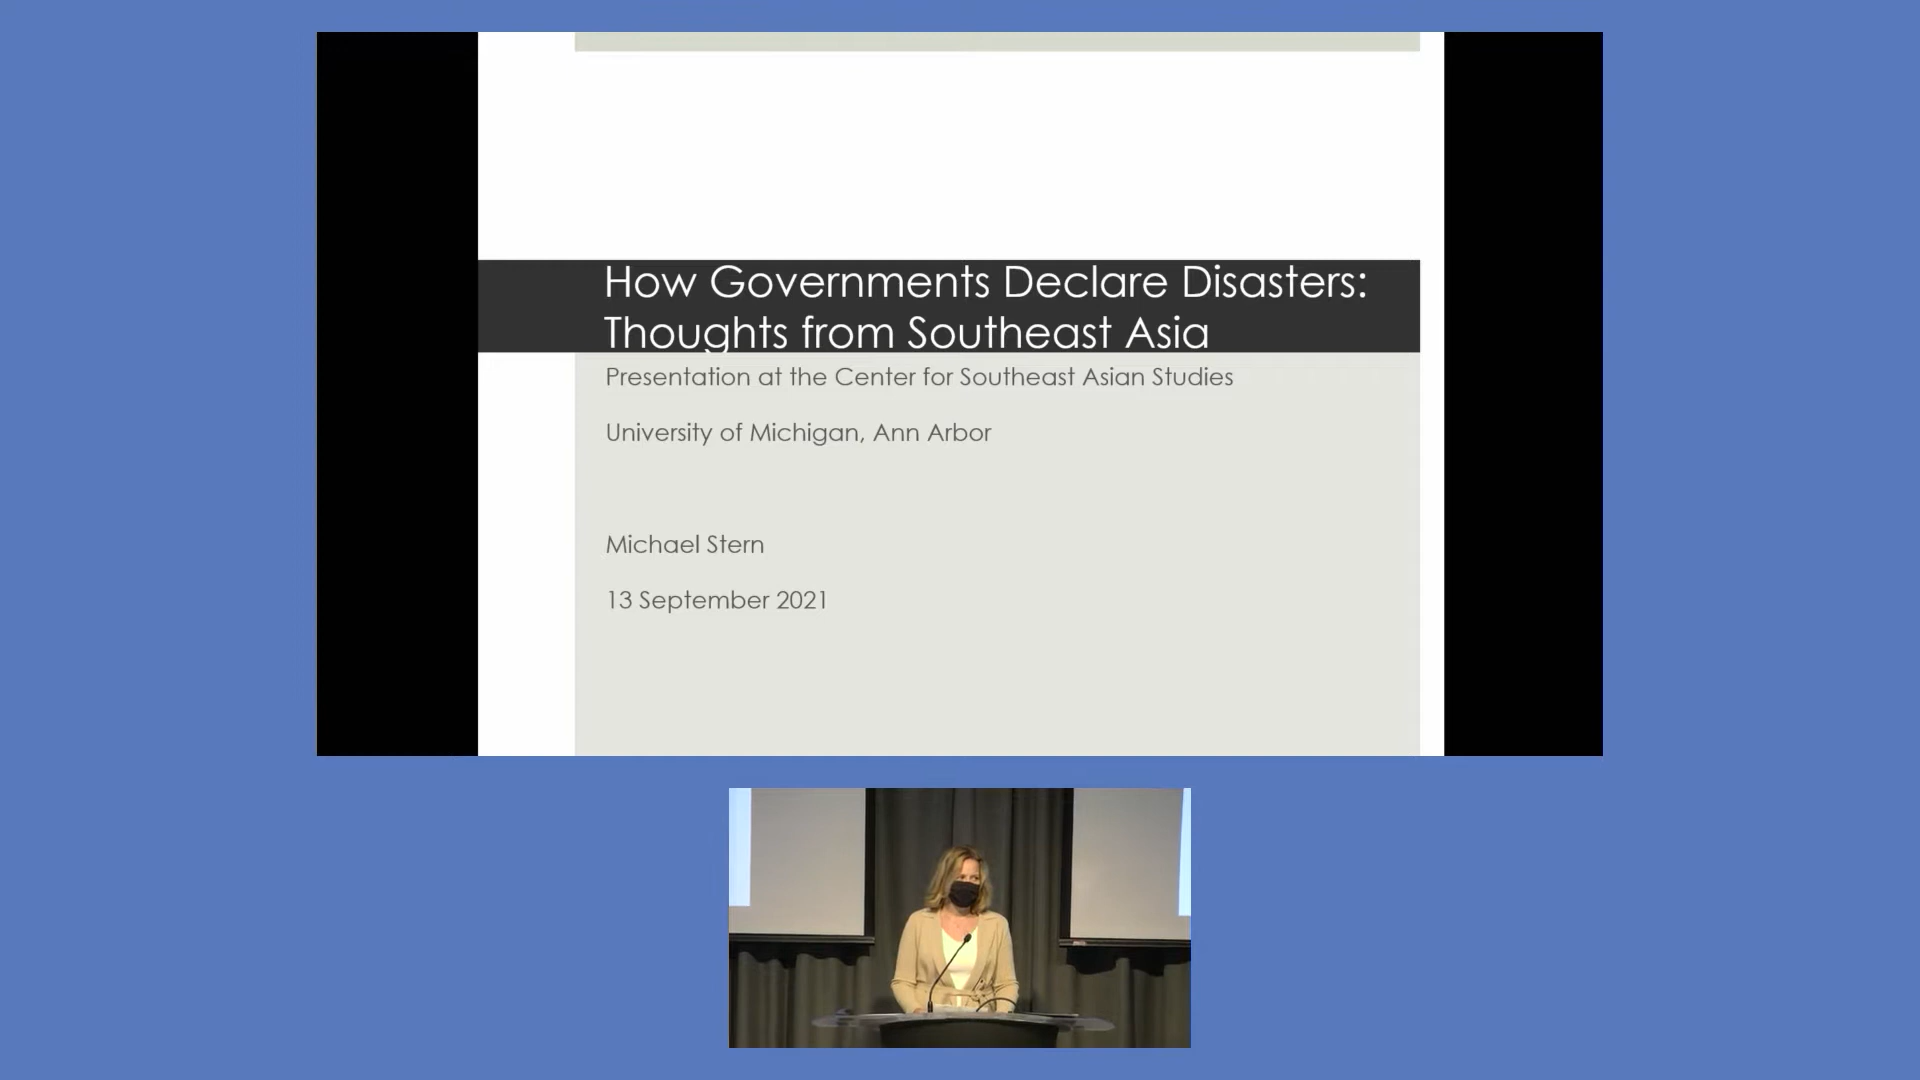 How Governments Declare Disasters:
Thoughts from Southeast Asia
Presentation at the Center for Southeast Asian Studies
University of Michigan, Ann Arbor
Michael Stern
13 September 2021